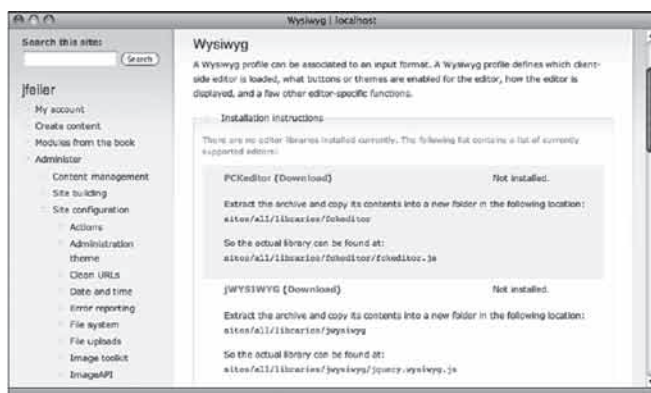 Wysiwyg | localhost
Search this site:
Search
jfeiler
My account
Create content
Modules from the book
Administer
Content management
Site building
Site configuration
Actions
Administration
theme
Clean URLs
Date and time
Error reporting
File system
File uploads
Image toolkit
ImageAPI
Wysiwyg
A Wysiwyg profile can be associated to an input format. A Wysiwyg profile defines which client-
side editor is loaded, what buttons or themes are enabled for the editor, how the editor is
displayed, and a few other editor-specific functions.
Installation instructions
There are no editor libraries installed currently. The following list contains a list of currently
supported editors:
FCKeditor (Download)
Not installed.
Extract the archive and copy its contents into a new folder in the following location:
sites/all/libraries/fckeditor
So the actual library can be found at:
sites/all/libraries/fckeditor/fckeditor.js
jWYSIWYG (Download)
Not installed.
Extract the archive and copy its contents into a new folder in the following location:
sites/all/libraries/jwysiwyg
So the actual library can be found at:
sites/all/libraries/jwysiwyg/jquery.wysiwyg.js